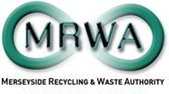 MRWA
MERSEYSIDE RECYCLING & WASTE AUTHORITY